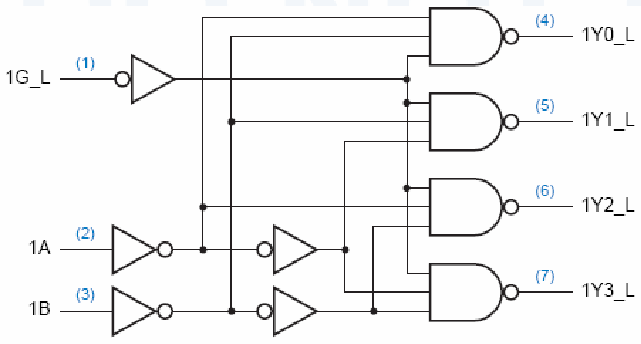 (4) 1Y0_L
1G_L (1)
(5) 1Y1_L
(6) 1Y2_L
1A (2)
(7) 1Y3_L
1B (3)